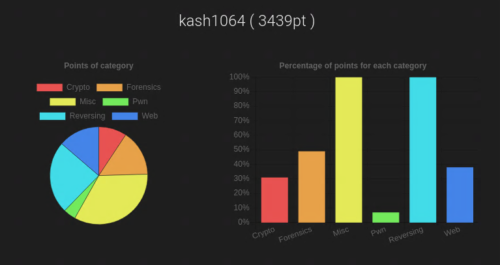 kash1064 ( 3439pt )
Points of category
Crypto Forensics
Misc Pwn
Reversing Web
Percentage of points for each category
100%
90%
80%
70%
60%
50%
40%
30%
20%
10%
0%
Crypto Forensics Misc Pwn Reversing Web